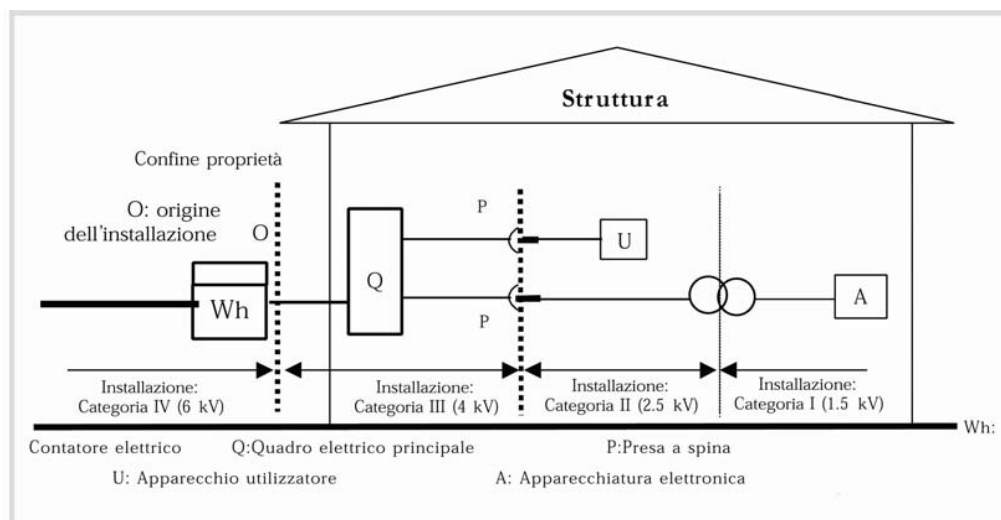 Struttura
Confine proprietà
O: origine
dell'installazione
O
P
U
Q
Wh
P
A
Installazione:
Categoria IV (6 kV)
Installazione:
Categoria III (4 kV)
Installazione:
Categoria II (2.5 kV)
Installazione:
Categoria I (1.5 kV)
Wh:
Contatore elettrico
Q:Quadro elettrico principale
P:Presa a spina
U: Apparecchio utilizzatore
A: Apparecchiatura elettronica